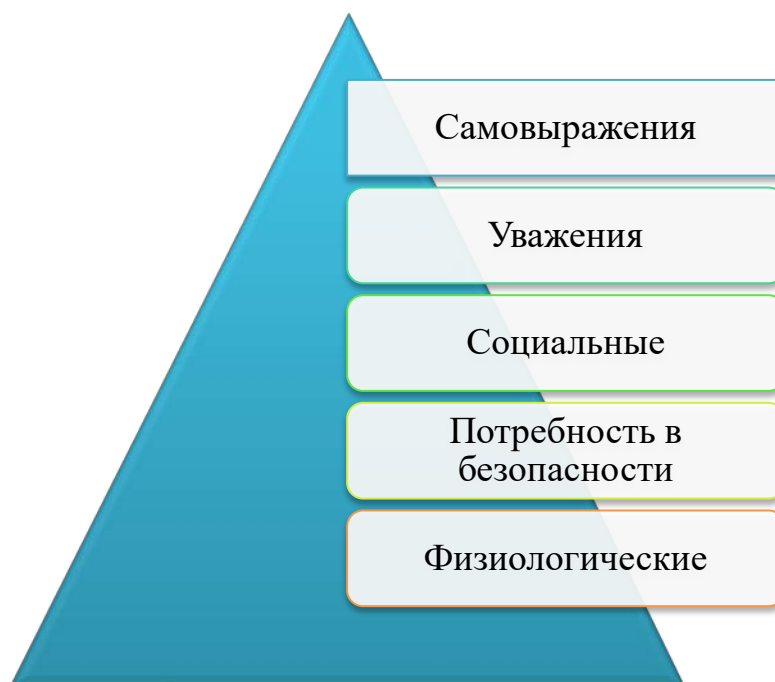 Самовыражения
Уважения
Социальные
Потребность в
безопасности
Физиологические